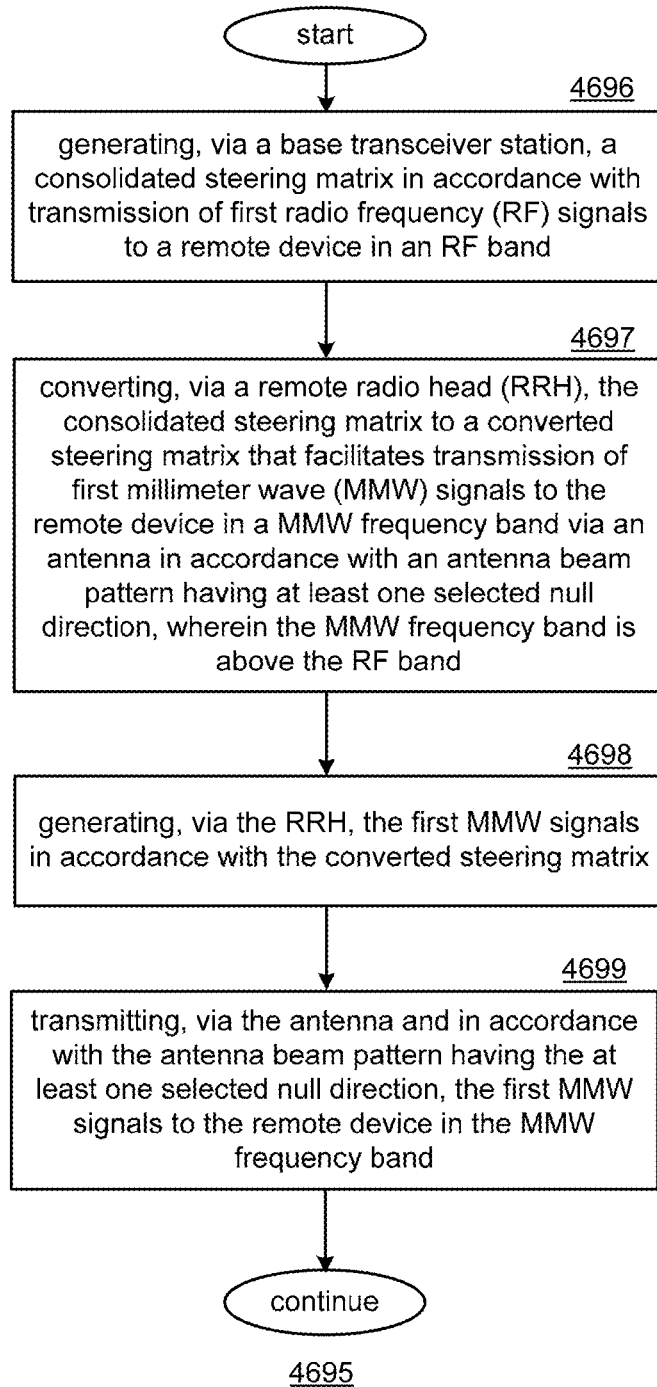 start
4696
generating, via a base transceiver station, a
consolidated steering matrix in accordance with
transmission of first radio frequency (RF) signals
to a remote device in an RF band
4697
converting, via a remote radio head (RRH), the
consolidated steering matrix to a converted
steering matrix that facilitates transmission of
first millimeter wave (MMW) signals to the
remote device in a MMW frequency band via an
antenna in accordance with an antenna beam
pattern having at least one selected null
direction, wherein the MMW frequency band is
above the RF band
4698
generating, via the RRH, the first MMW signals
in accordance with the converted steering matrix
4699
transmitting, via the antenna and in accordance
with the antenna beam pattern having the at
least one selected null direction, the first MMW
signals to the remote device in the MMW
frequency band
continue
4695